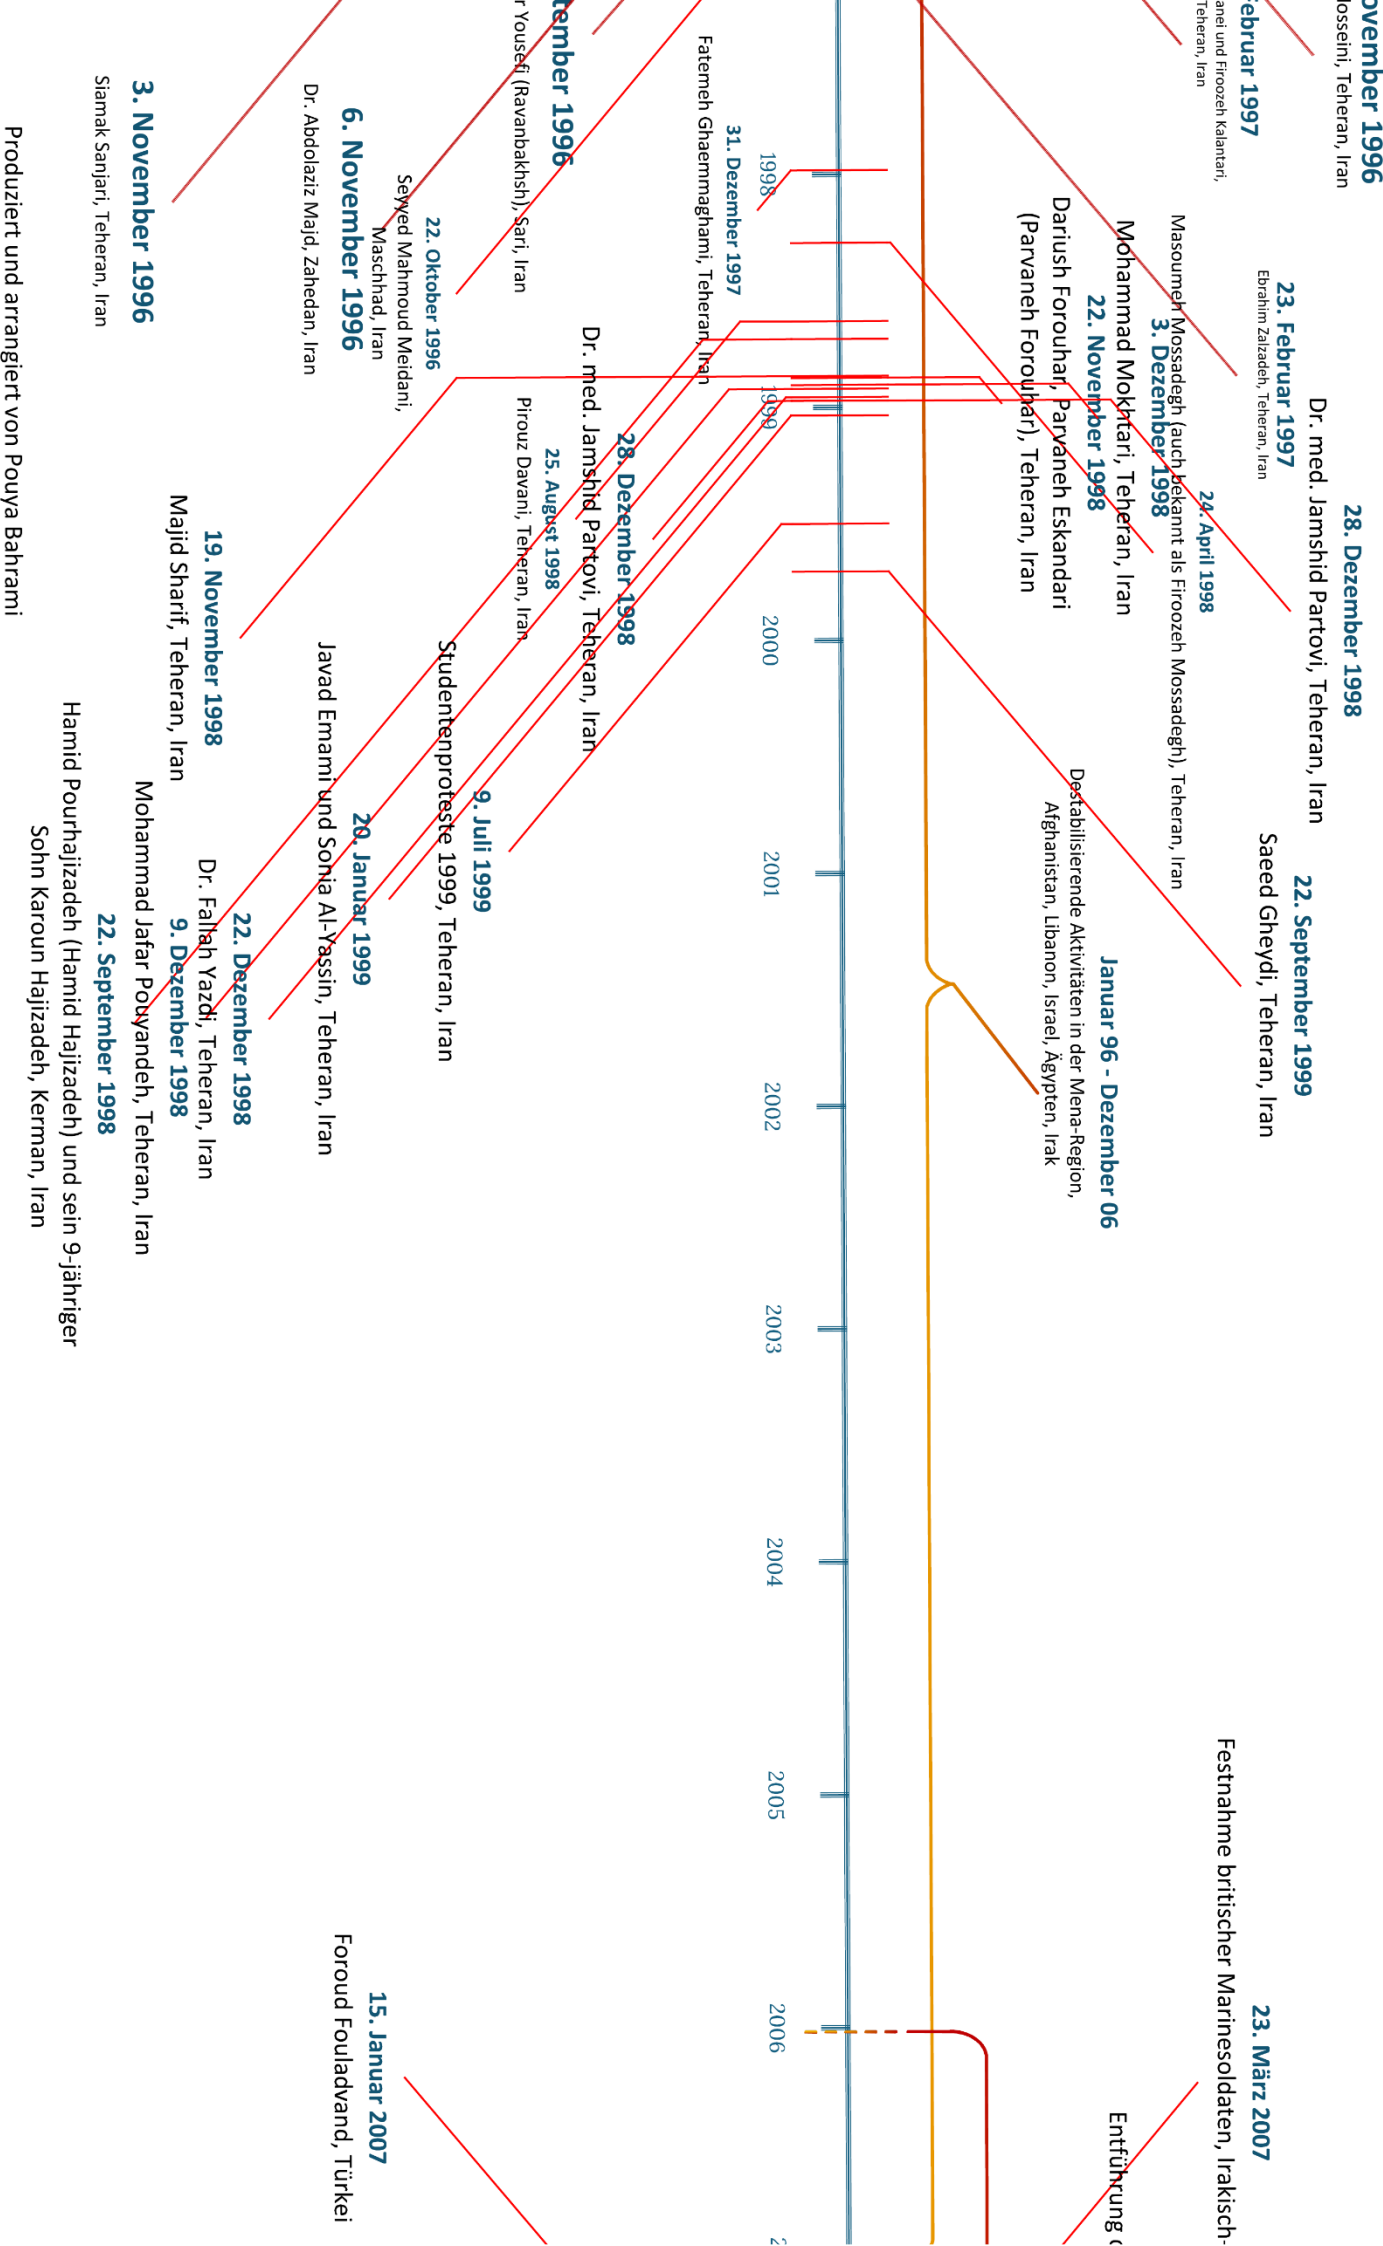 ovember 1996
osseini, Teheran, Iran
28. Dezember 1998
Dr. med. Jamshid Partovi, Teheran, Iran
22. September 1999
Saeed Gheydi, Teheran, Iran
23. März 2007
Festnahme britischer Marinesoldaten, Irakisch-
23. Februar 1997
Ebrahim Zalzadeh, Teheran, Iran
ebruar 1997
anei und Firoozeh Kalantari,
Teheran, Iran
24. April 1998
Masoumeh Mossadegh (auch bekannt als Firoozeh Mossadegh), Teheran, Iran
3. Dezember 1998
Mohammad Mokhtari, Teheran, Iran
22. November 1998
Dariush Forouhar, Parvaneh Eskandari
(Parvaneh Forouhar), Teheran, Iran
Januar 96 - Dezember 06
Destabilisierende Aktivitäten in der Mena-Region,
Afghanistan, Libanon, Israel, Ägypten, Irak
Entführung
1998
1999
2000
2001
2002
2003
2004
2005
2006
2
31. Dezember 1997
Fatemeh Ghaemmaghami, Teheran, Iran
28. Dezember 1998
Dr. med. Jamshid Partovi, Teheran, Iran
tember 1996
r Yousefi (Ravanbakhsh), Sari, Iran
25. August 1998
Pirouz Davani, Teheran, Iran
9. Juli 1999
Studentenproteste 1999, Teheran, Iran
22. Oktober 1996
Seyyed Mahmoud Meidani,
Maschhad, Iran
20. Januar 1999
Javad Emami und Sonia Al-Yassin, Teheran, Iran
15. Januar 2007
Foroud Fouladvand, Türkei
6. November 1996
Dr. Abdolaziz Majd, Zahedan, Iran
22. Dezember 1998
Dr. Fallah Yazdi, Teheran, Iran
19. November 1998
Majid Sharif, Teheran, Iran
9. Dezember 1998
Mohammad Jafar Pouyandeh, Teheran, Iran
3. November 1996
Siamak Sanjari, Teheran, Iran
22. September 1998
Hamid Pourhajizadeh (Hamid Hajizadeh) und sein 9-jähriger
Sohn Karoun Hajizadeh, Kerman, Iran
Produziert und arrangiert von Pouya Bahrami